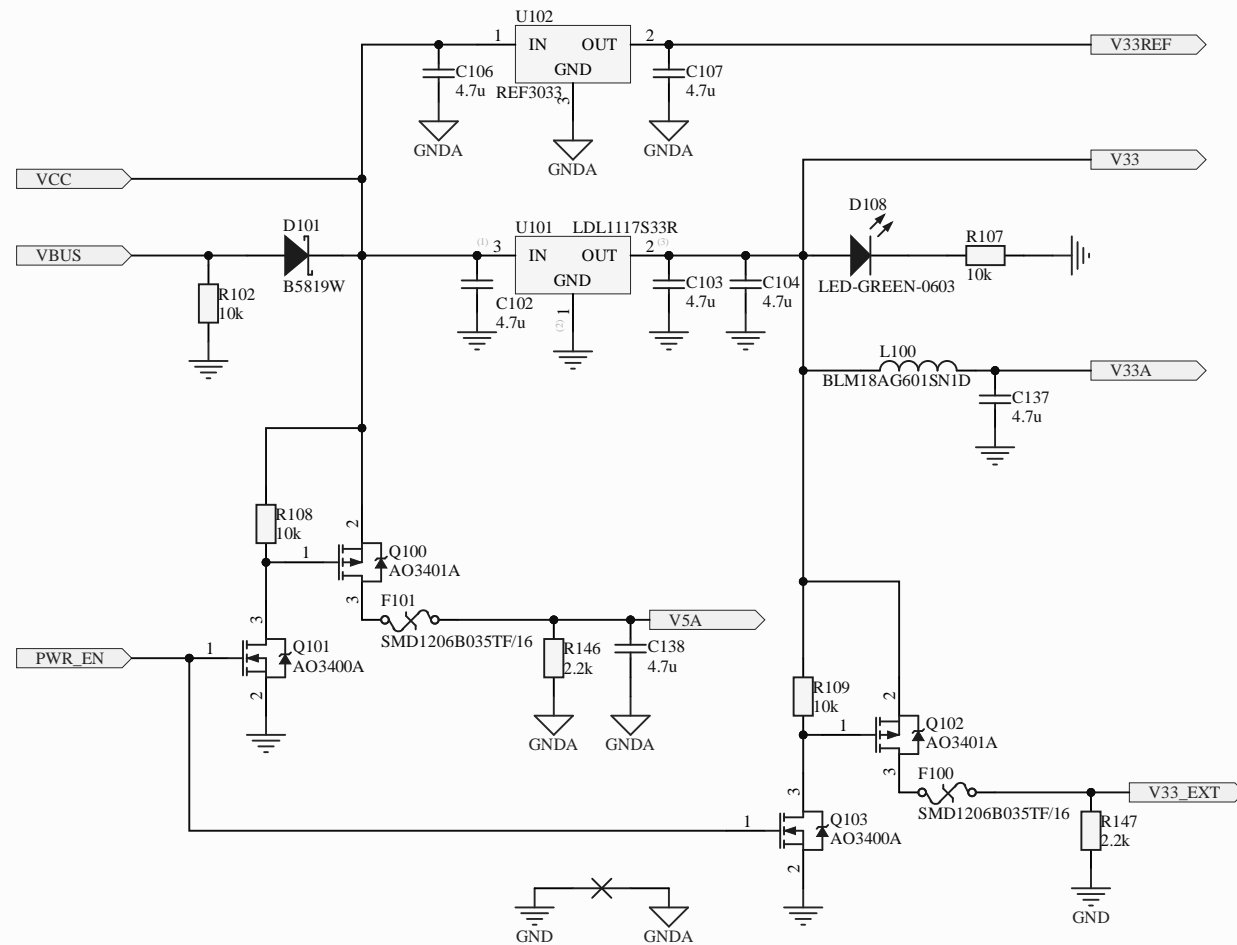 U102
1
IN
OUT
2
GND
REF3033
3
C106
4.7u
GNDA
GNDA
C107
4.7u
GNDA
V33REF
VCC
V33
VBUS
D101
B5819W
R102
10k
U101
LDL1117S33R
(1)
3
IN
OUT
2
(3)
GND
(2)
1
C102
4.7u
C103
4.7u
C104
4.7u
D108
LED-GREEN-0603
R107
10k
L100
BLM18AG601SN1D
V33A
C137
4.7u
R108
10k
2
1
Q100
AO3401A
3
F101
SMD1206B035TF/16
V5A
R146
2.2k
GNDA
C138
4.7u
GNDA
PWR_EN
3
1
Q101
AO3400A
2
R109
10k
2
1
Q102
AO3401A
3
F100
SMD1206B035TF/16
V33_EXT
R147
2.2k
GND
3
1
Q103
AO3400A
2
GND
GNDA